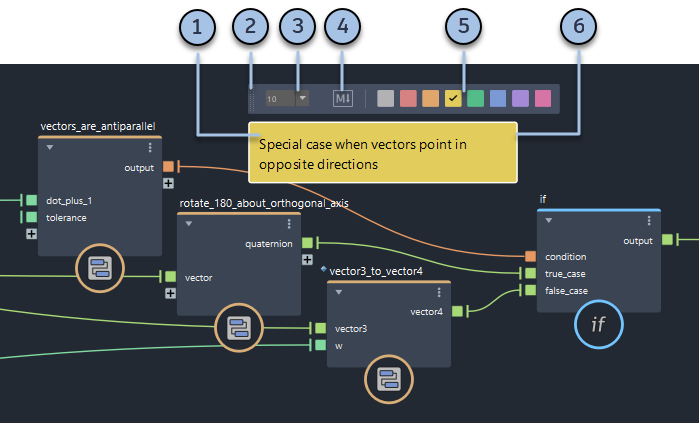 1 2 3 4 5 6
10
M↓
Special case when vectors point in
opposite directions
vectors_are_antiparallel
output
dot_plus_1
tolerance
rotate_180_about_orthogonal_axis
quaternion
vector
vector3_to_vector4
vector4
vector3
w
if
output
condition
true_case
false_case
if